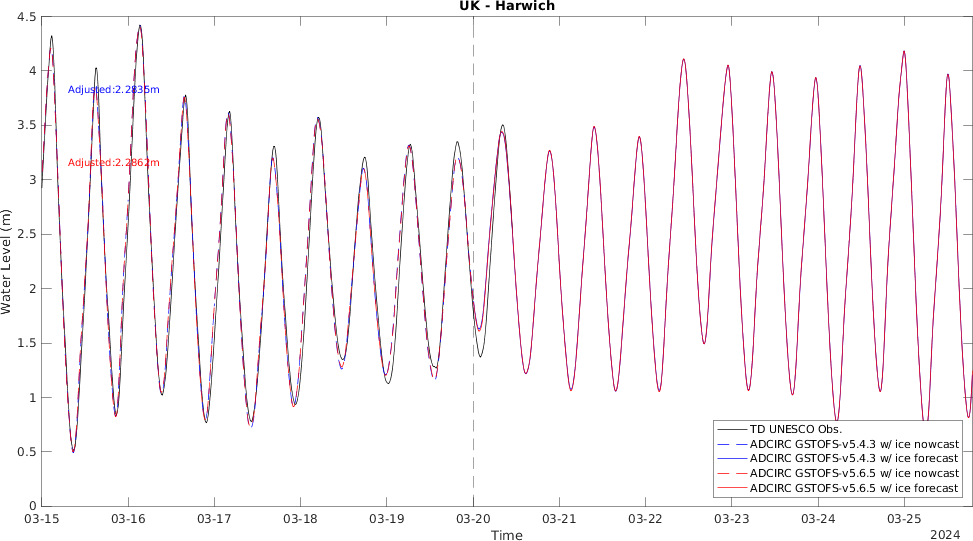 UK - Harwich
4.5
4
3.5
3
2.5
2
1.5
1
0.5
0
Water Level (m)
Adjusted:2.2835m
Adjusted:2.2862m
TD UNESCO Obs.
ADCIRC GSTOFS-v5.4.3 w/ ice nowcast
ADCIRC GSTOFS-v5.4.3 w/ ice forecast
ADCIRC GSTOFS-v5.6.5 w/ ice nowcast
ADCIRC GSTOFS-v5.6.5 w/ ice forecast
03-15 03-16 03-17 03-18 03-19 03-20 03-21 03-22 03-23 03-24 03-25
Time
2024